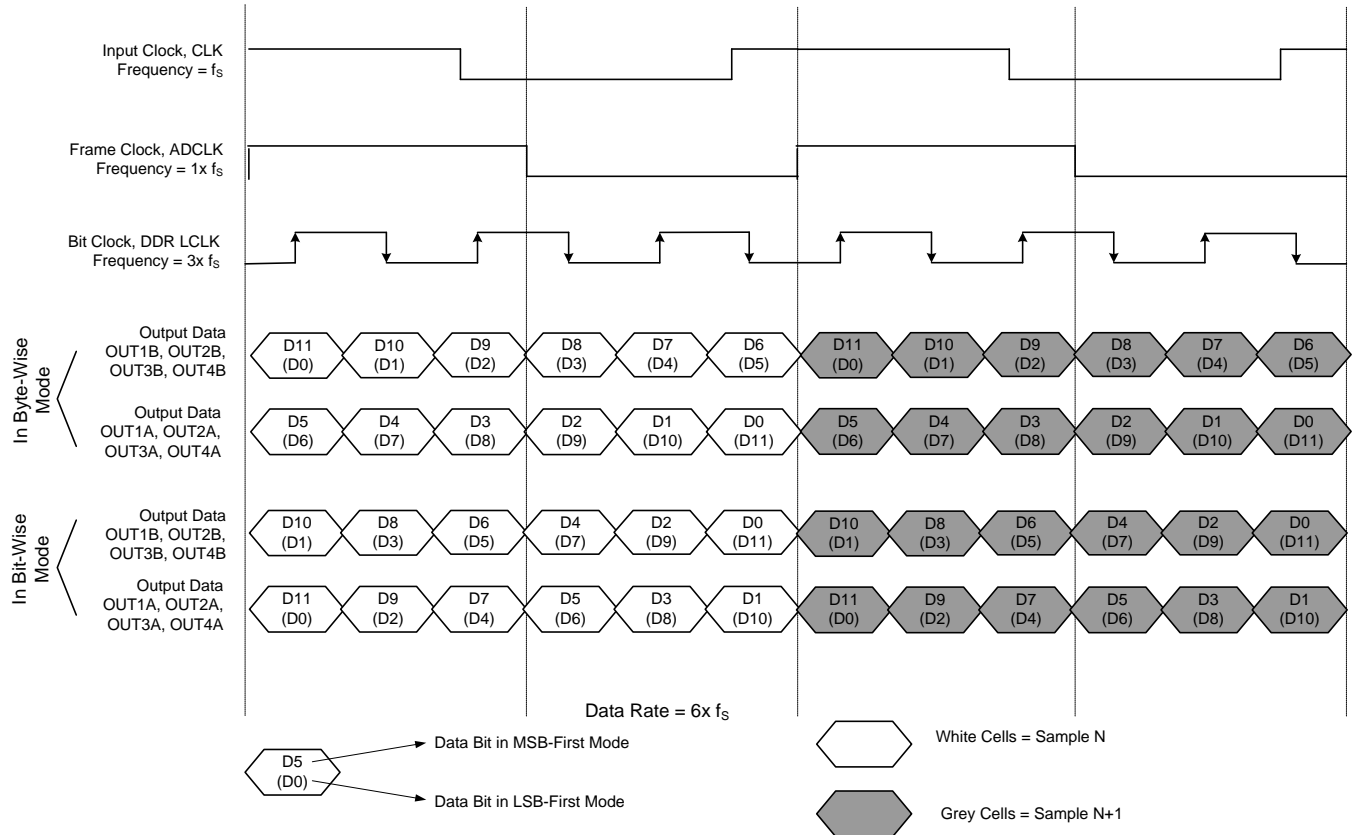 Input Clock, CLK
Frequency = fS
Frame Clock, ADCLK
Frequency = 1x fS
Bit Clock, DDR LCLK
Frequency = 3x fS
In Byte-Wise
Mode
Output Data
OUT1B, OUT2B,
OUT3B, OUT4B
D11 D10 D9 D8 D7 D6 D11 D10 D9 D8 D7 D6
(D0) (D1) (D2) (D3) (D4) (D5) (D0) (D1) (D2) (D3) (D4) (D5)
Output Data
OUT1A, OUT2A,
OUT3A, OUT4A
D5 D4 D3 D2 D1 D0 D5 D4 D3 D2 D1 D0
(D6) (D7) (D8) (D9) (D10) (D11) (D6) (D7) (D8) (D9) (D10) (D11)
In Bit-Wise
Mode
Output Data
OUT1B, OUT2B,
OUT3B, OUT4B
D10 D8 D6 D4 D2 D0 D10 D8 D6 D4 D2 D0
(D1) (D3) (D5) (D7) (D9) (D11) (D1) (D3) (D5) (D7) (D9) (D11)
Output Data
OUT1A, OUT2A,
OUT3A, OUT4A
D11 D9 D7 D5 D3 D1 D11 D9 D7 D5 D3 D1
(D0) (D2) (D4) (D6) (D8) (D10) (D0) (D2) (D4) (D6) (D8) (D10)
Data Rate = 6x fS
D5
(D0)
Data Bit in MSB-First Mode
Data Bit in LSB-First Mode
White Cells = Sample N
Grey Cells = Sample N+1